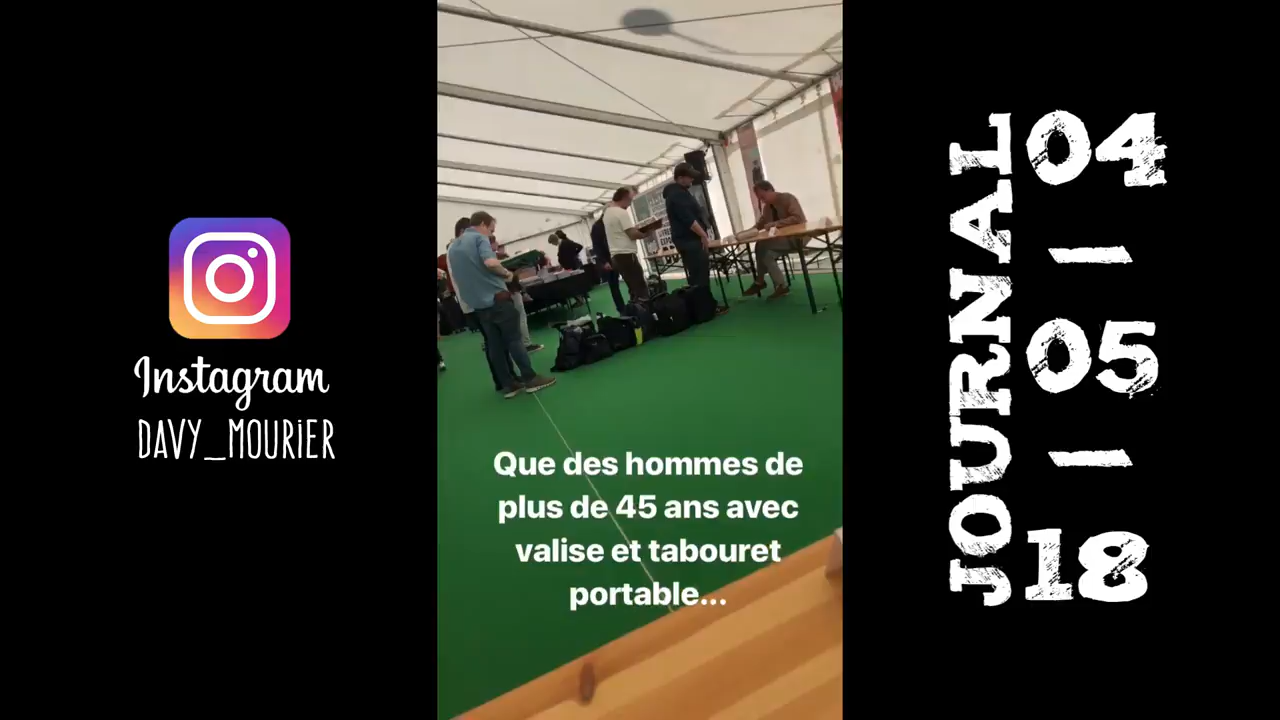 Instagram
DAVY_MOURIER
Que des hommes de
plus de 45 ans avec
valise et tabouret
portable...
JOURNAL
04
—
05
—
18